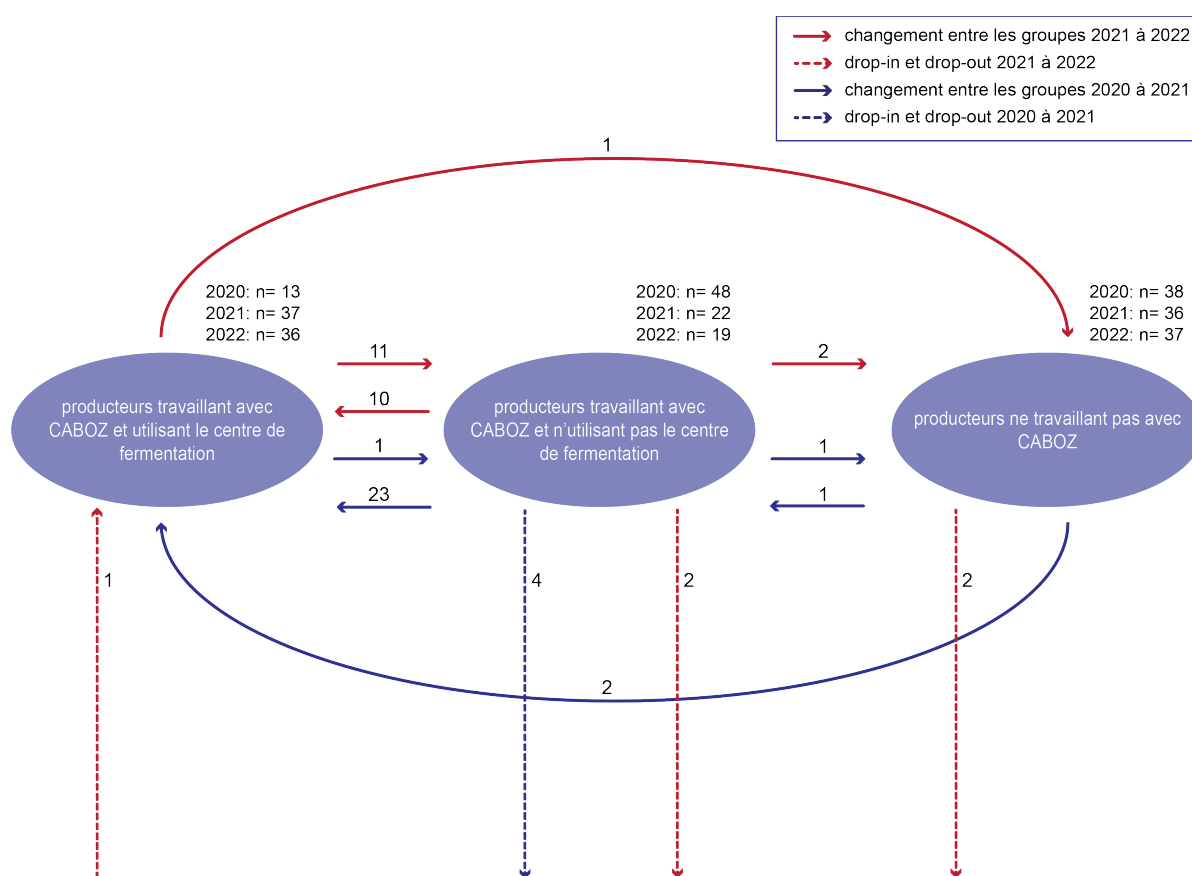 changement entre les groupes 2021 à 2022
drop-in et drop-out 2021 à 2022
changement entre les groupes 2020 à 2021
drop-in et drop-out 2020 à 2021
1
2020: n= 13
2021: n= 37
2022: n= 36
2020: n= 48
2021: n= 22
2022: n= 19
2020: n= 38
2021: n= 36
2022: n= 37
producteurs travaillant avec
CABOZ et utilisant le centre de
fermentation
11
10
1
23
producteurs travaillant avec
CABOZ et n’utilisant pas le centre
de fermentation
2
1
1
producteurs ne travaillant pas avec
CABOZ
1
4
2
2
2